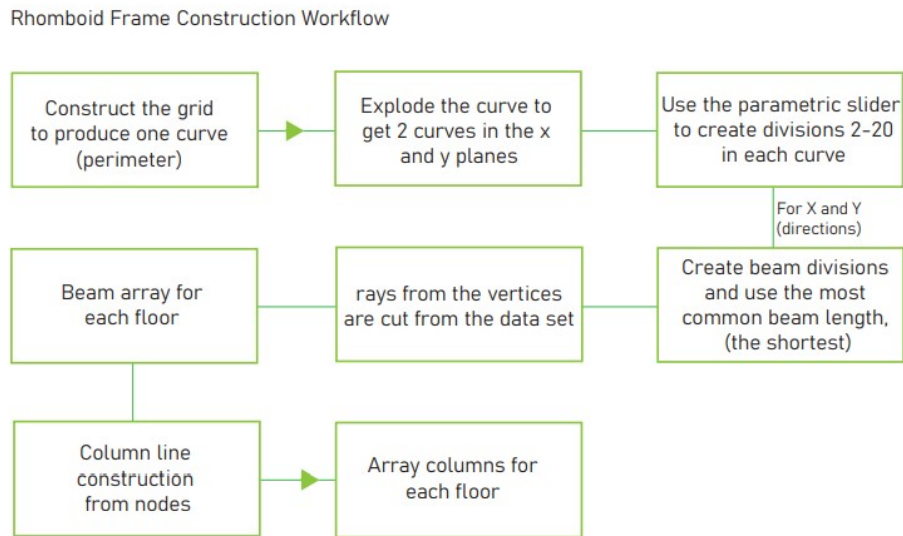 Rhomboid Frame Construction Workflow
Construct the grid
to produce one curve
(perimeter)
Explode the curve to
get 2 curves in the x
and y planes
Use the parametric slider
to create divisions 2-20
in each curve
For X and Y
(directions)
Create beam divisions
and use the most
common beam length,
(the shortest)
rays from the vertices
are cut from the data set
Beam array for
each floor
Column line
construction
from nodes
Array columns for
each floor